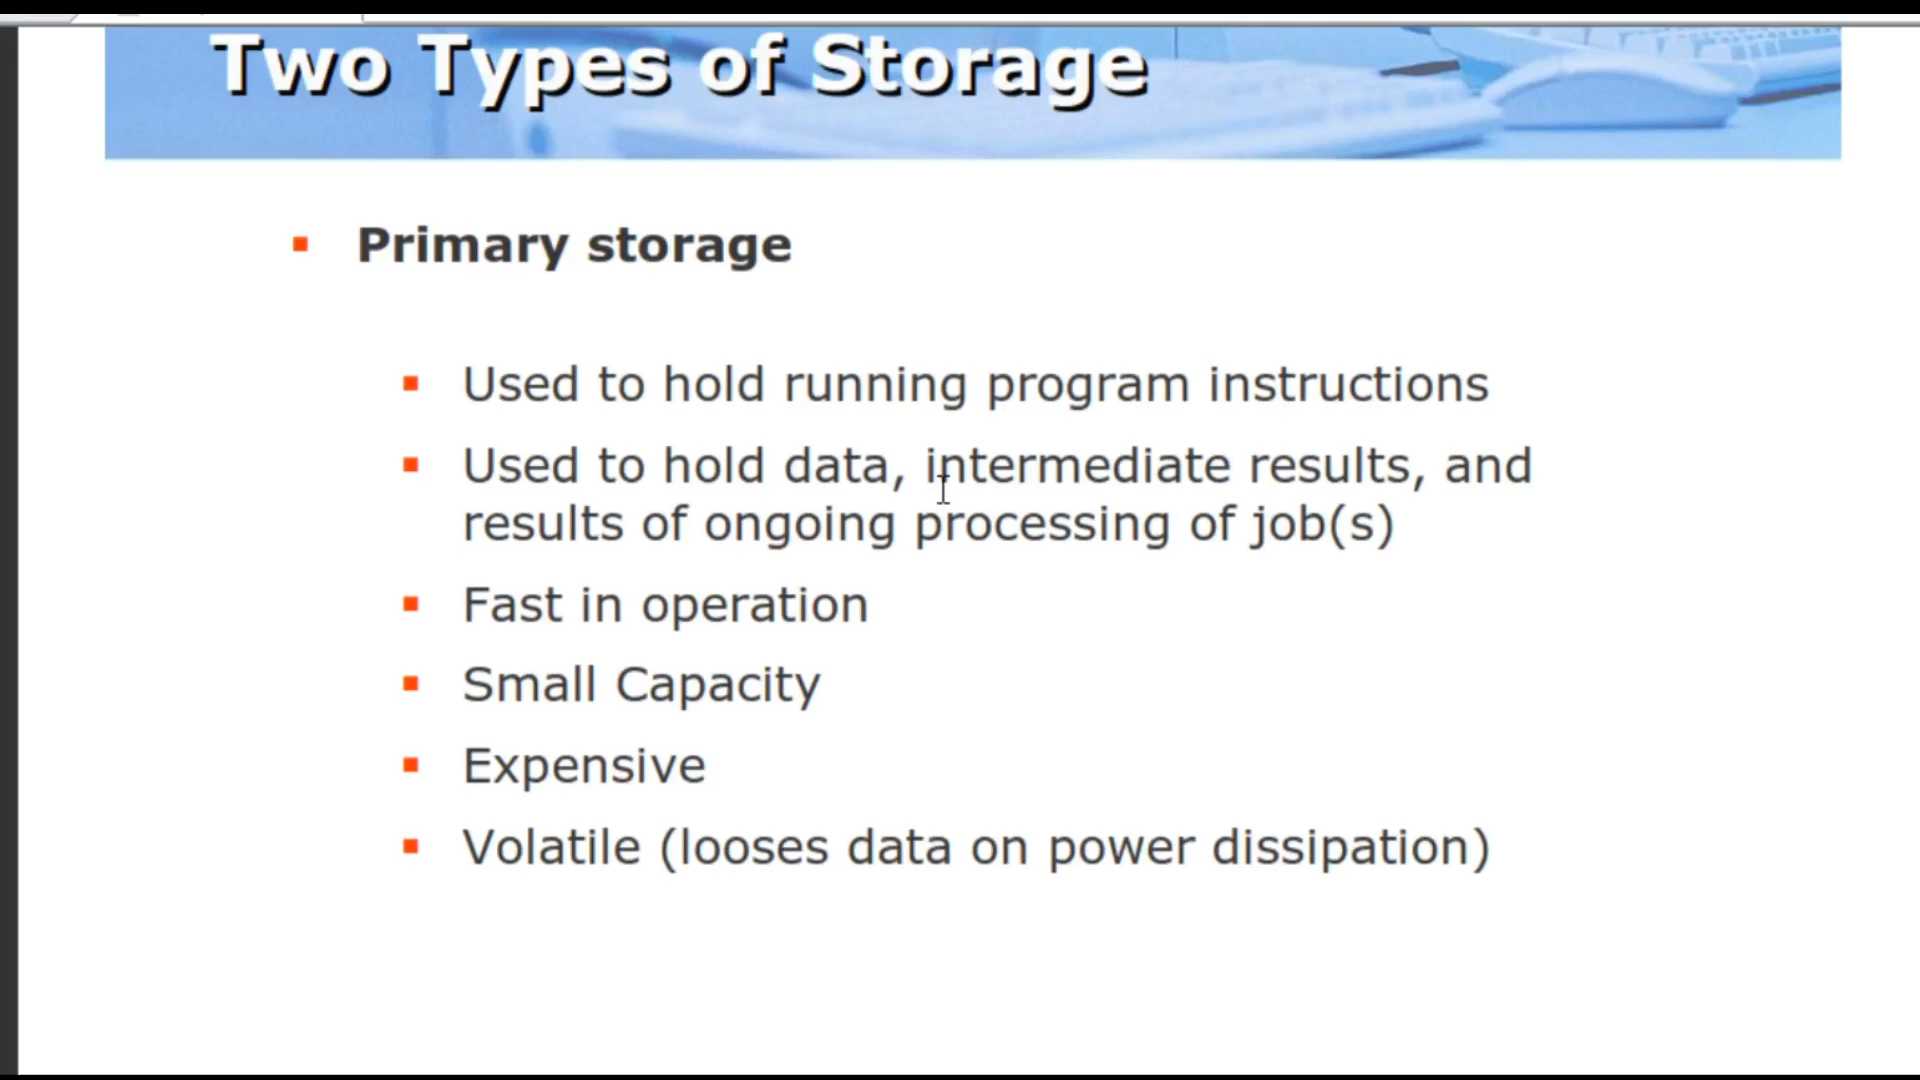 Two Types of Storage
Primary storage
Used to hold running program instructions
Used to hold data, intermediate results, and
results of ongoing processing of job(s)
Fast in operation
Small Capacity
Expensive
Volatile (looses data on power dissipation)